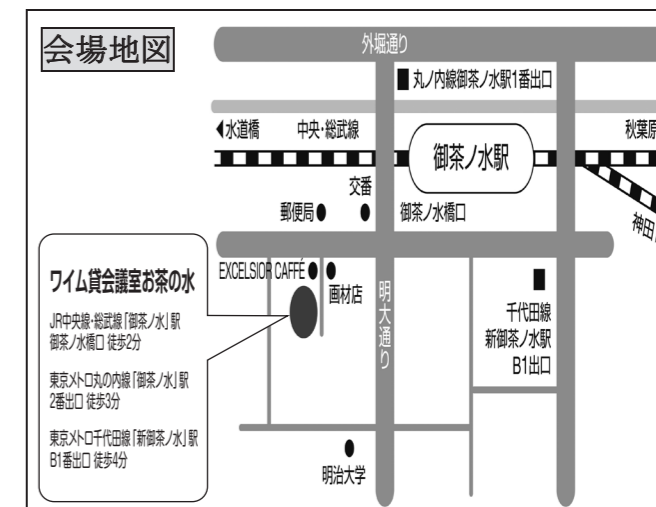 会場地図
外堀通り
丸ノ内線御茶ノ水駅1番出口
水道橋
中央・総武線
御茶ノ水駅
秋葉原
交番
郵便局
御茶ノ水橋口
神田
EXCELSIOR CAFFÉ
画材店
明大通り
千代田線
新御茶ノ水駅
B1出口
明治大学
ワイム貸会議室お茶の水
JR中央線・総武線「御茶ノ水」駅
御茶ノ水橋口 徒歩2分
東京メトロ丸の内線「御茶ノ水」駅
2番出口 徒歩3分
東京メトロ千代田線「新御茶ノ水」駅
B1番出口 徒歩4分